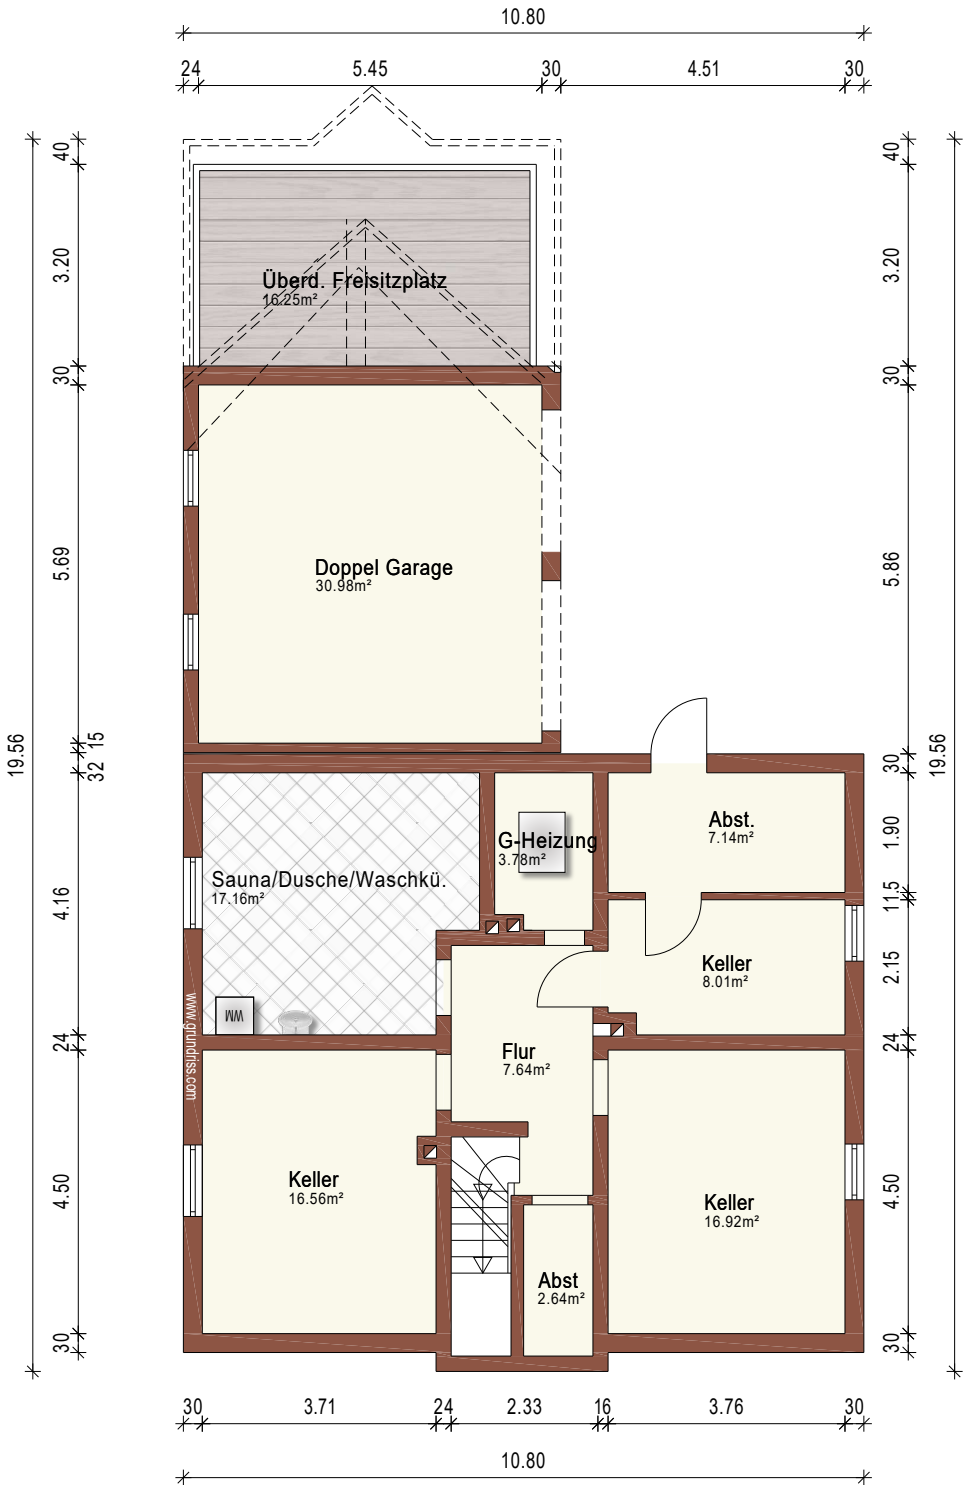 10.80
24
5.45
30
4.51
30
40
40
3.20
3.20
Überd. Freisitzplatz
16.25m²
30
30
5.69
5.86
Doppel Garage
30.98m²
19.56
19.56
15
32
30
G-Heizung
3.78m²
Abst.
7.14m²
1.90
Sauna/Dusche/Waschkü.
17.16m²
4.16
11.5
Keller
8.01m²
2.15
WM
www.grundriss.com
24
24
Flur
7.64m²
Keller
16.56m²
4.50
4.50
Keller
16.92m²
Abst
2.64m²
30
30
30
3.71
24
2.33
16
3.76
30
10.80